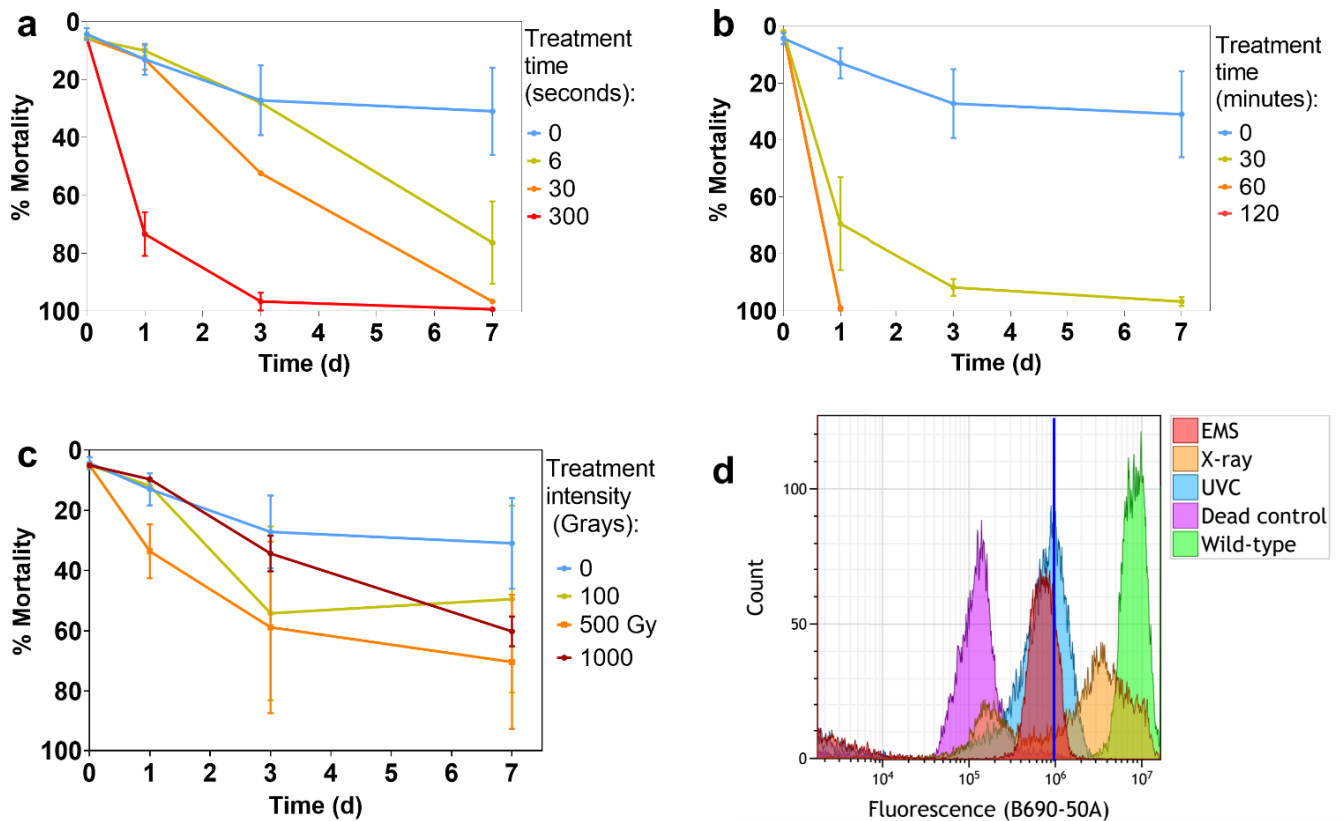 a
0
20
40
60
80
100
% Mortality
0 1 2 3 4 5 6 7
Time (d)
Treatment
time
(seconds):
0
6
30
300
b
0
20
40
60
80
100
% Mortality
0 1 2 3 4 5 6 7
Time (d)
Treatment
time
(minutes):
0
30
60
120
c
0
20
40
60
80
100
% Mortality
0 1 2 3 4 5 6 7
Time (d)
Treatment
intensity
(Grays):
0
100
500 Gy
1000
d
100
50
0
Count
10⁴ 10⁵ 10⁶ 10⁷
Fluorescence (B690-50A)
EMS
X-ray
UVC
Dead control
Wild-type